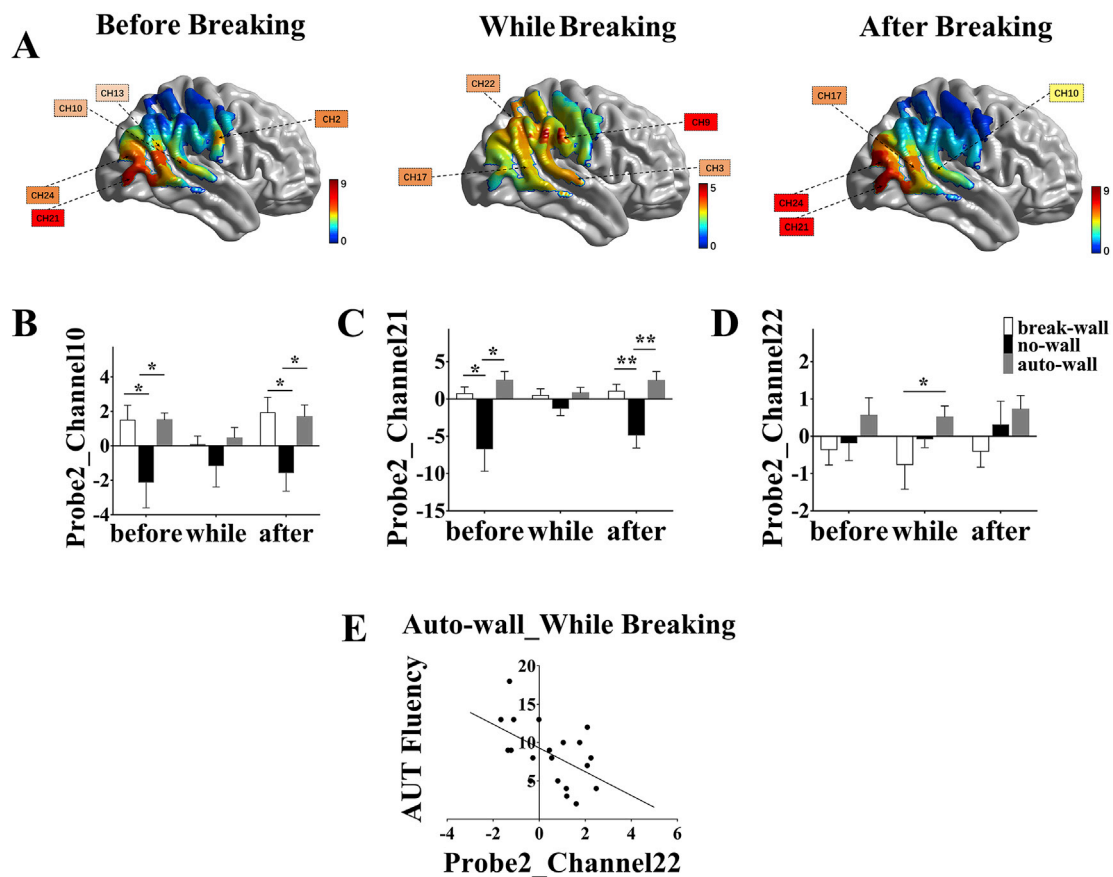 Before Breaking
While Breaking
After Breaking
A
CH13
CH10
CH2
CH24
CH21
9
0
CH22
CH9
CH17
CH3
5
0
CH17
CH10
CH24
CH21
9
0
B
Probe2_Channel10
4
2
0
-2
-4
*
*
*
*
before
while
after
C
Probe2_Channel21
5
0
-5
-10
-15
*
*
**
**
before
while
after
D
Probe2_Channel22
2
1
0
-1
-2
*
before
while
after
break-wall
no-wall
auto-wall
E
Auto-wall_While Breaking
AUT Fluency
20
15
10
5
-4
-2
0
2
4
6
Probe2_Channel22